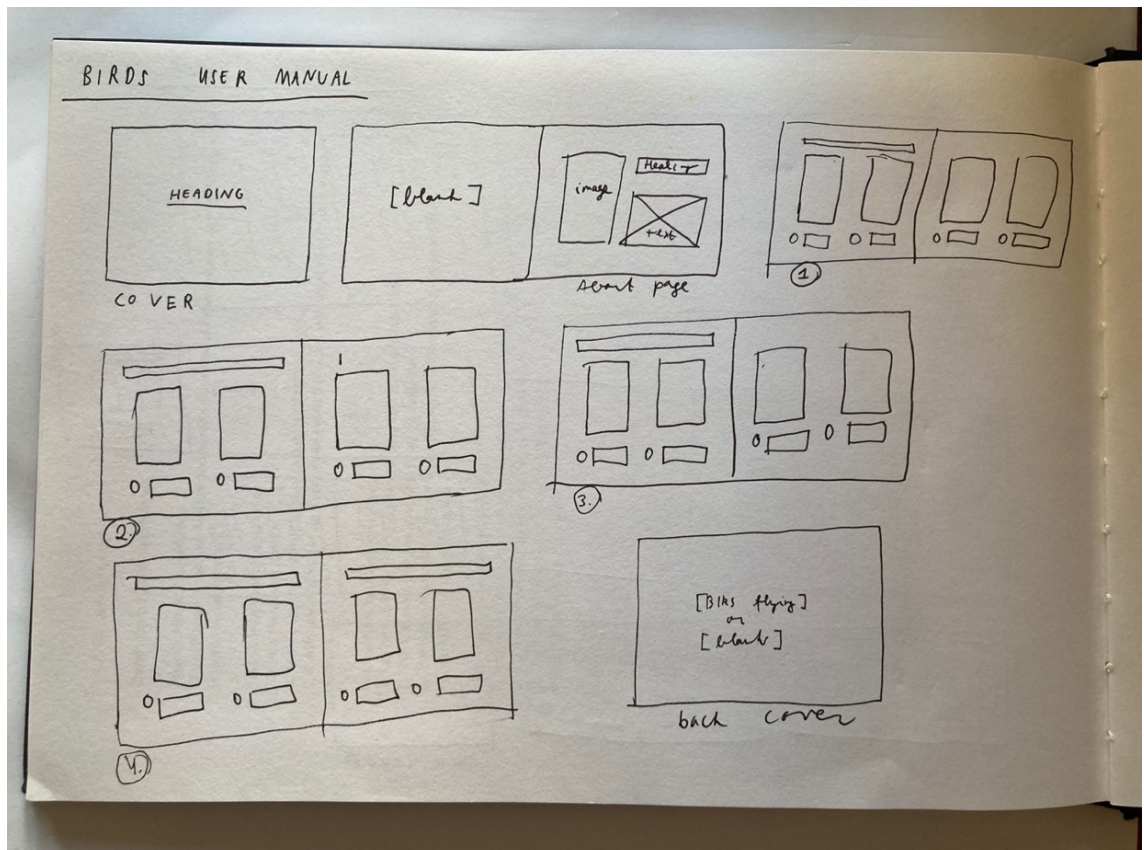 BIRDS USER MANUAL
HEADING
COVER
[blank]
image
text
About page
1.
2.
3.
4.
[Birds flying]
or
[blank]
back cover